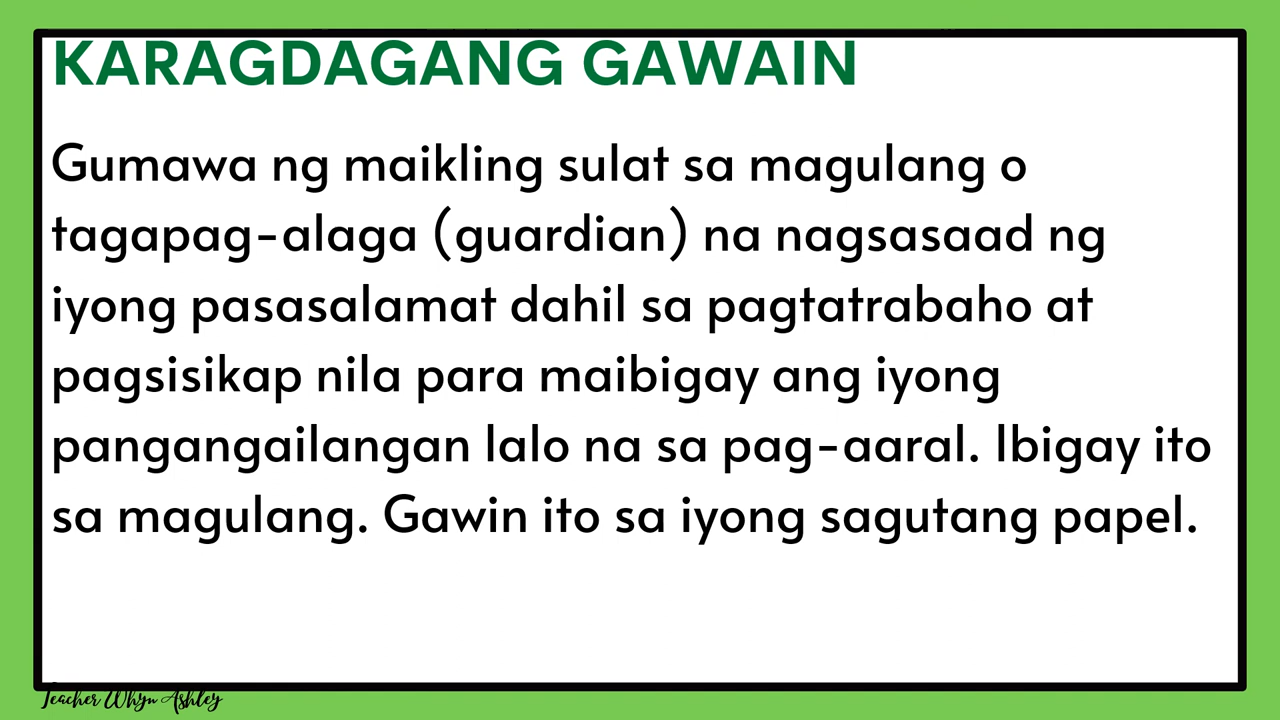 KARAGDAGANG GAWAIN
Gumawa ng maikling sulat sa magulang o
tagapag-alaga (guardian) na nagsasaad ng
iyong pasasalamat dahil sa pagtatrabaho at
pagsisikap nila para maibigay ang iyong
pangangailangan lalo na sa pag-aaral. Ibigay ito
sa magulang. Gawin ito sa iyong sagutang papel.
Teacher Whyn Ashley